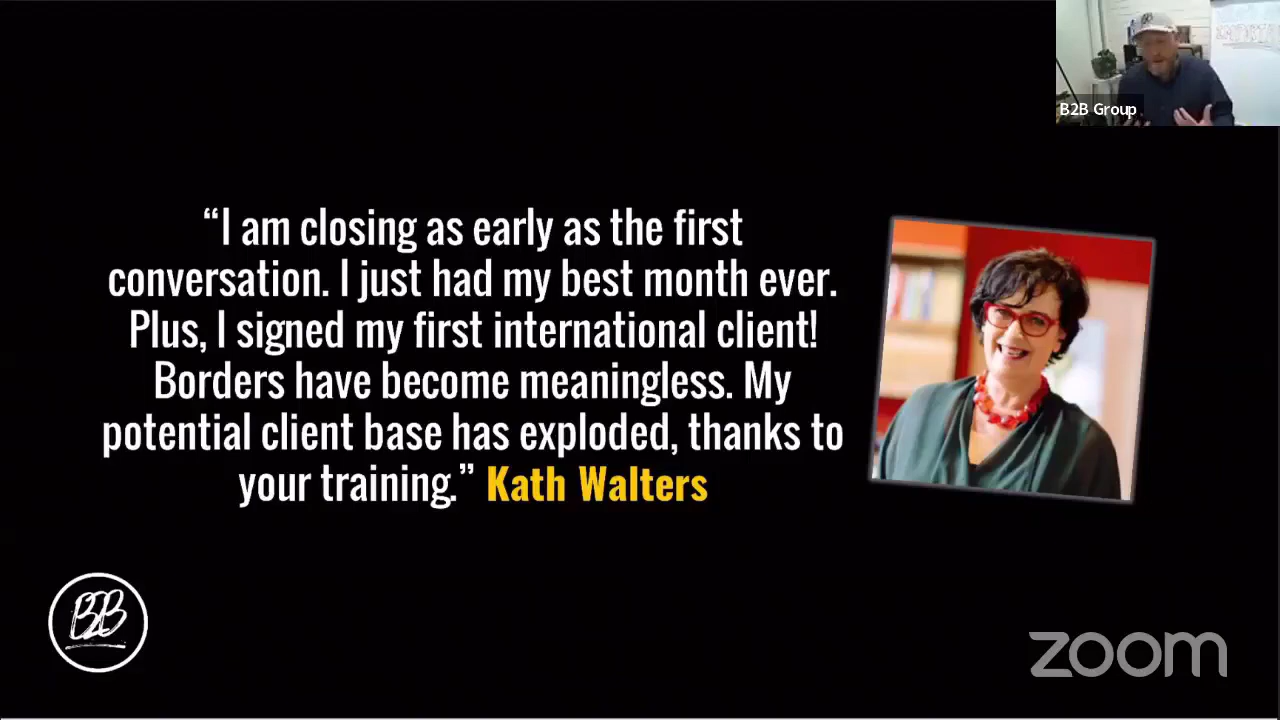 B2B Group
“I am closing as early as the first
conversation. I just had my best month ever.
Plus, I signed my first international client!
Borders have become meaningless. My
potential client base has exploded, thanks to
your training.” Kath Walters
B2B
zoom